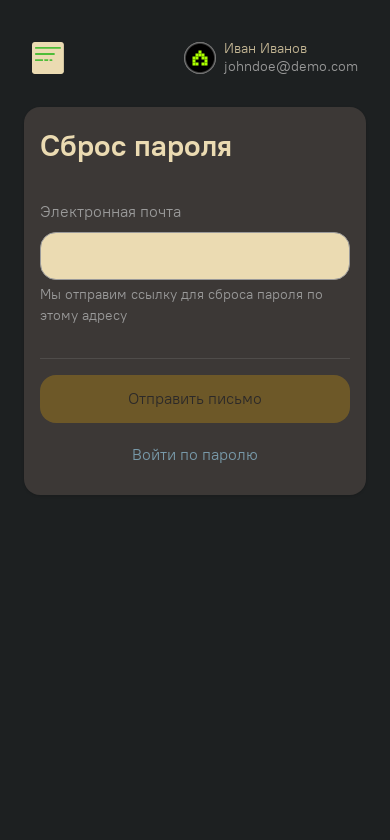 Иван Иванов
johndoe@demo.com
Сброс пароля
Электронная почта
Мы отправим ссылку для сброса пароля по
этому адресу
Отправить письмо
Войти по паролю